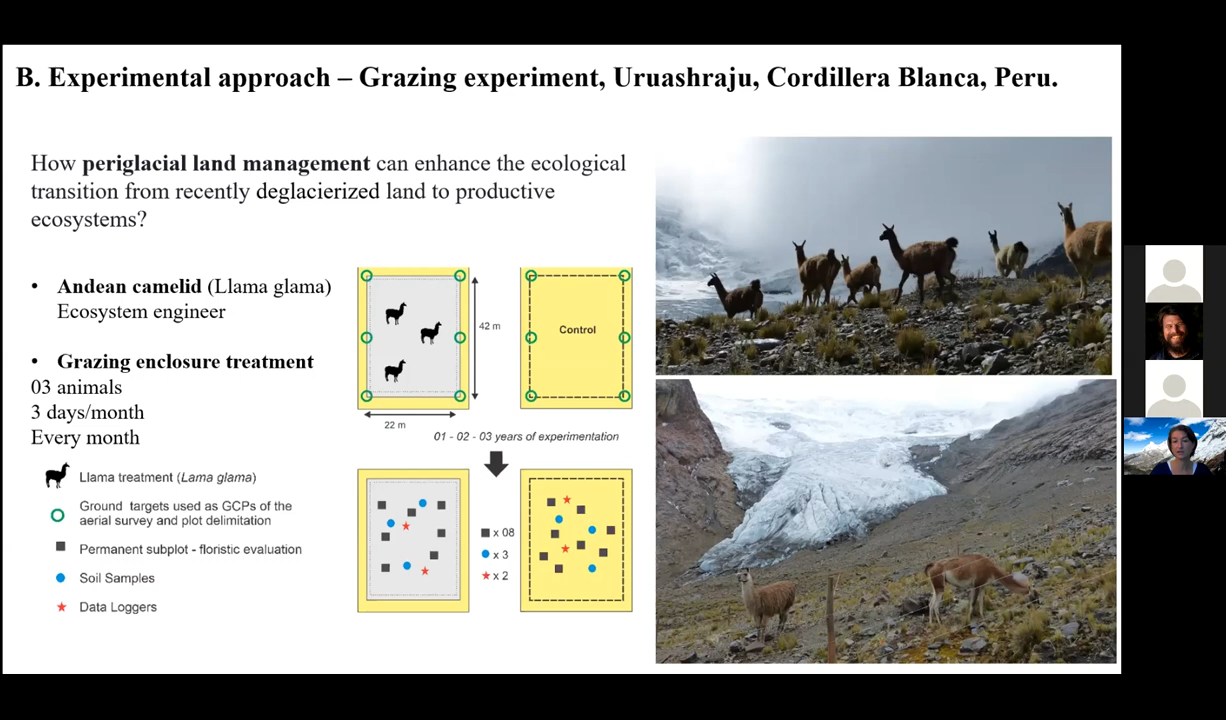 B. Experimental approach – Grazing experiment, Uruashraju, Cordillera Blanca, Peru.
How periglacial land management can enhance the ecological
transition from recently deglacierized land to productive
ecosystems?
• Andean camelid (Llama glama)
Ecosystem engineer
• Grazing enclosure treatment
03 animals
3 days/month
Every month
42 m
22 m
Control
01 - 02 - 03 years of experimentation
Llama treatment (Lama glama)
Ground targets used as GCPs of the
aerial survey and plot delimitation
Permanent subplot - floristic evaluation
Soil Samples
Data Loggers
x 08
x 3
x 2